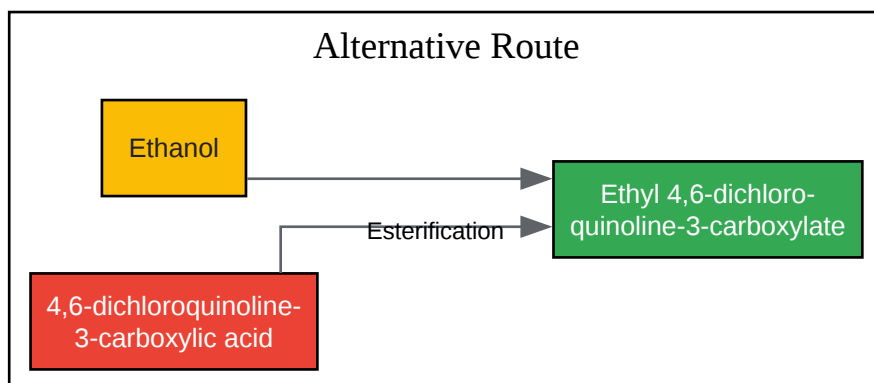 Alternative Route
Ethanol
Ethyl 4,6-dichloro-
quinoline-3-carboxylate
Esterification
4,6-dichloroquinoline-
3-carboxylic acid